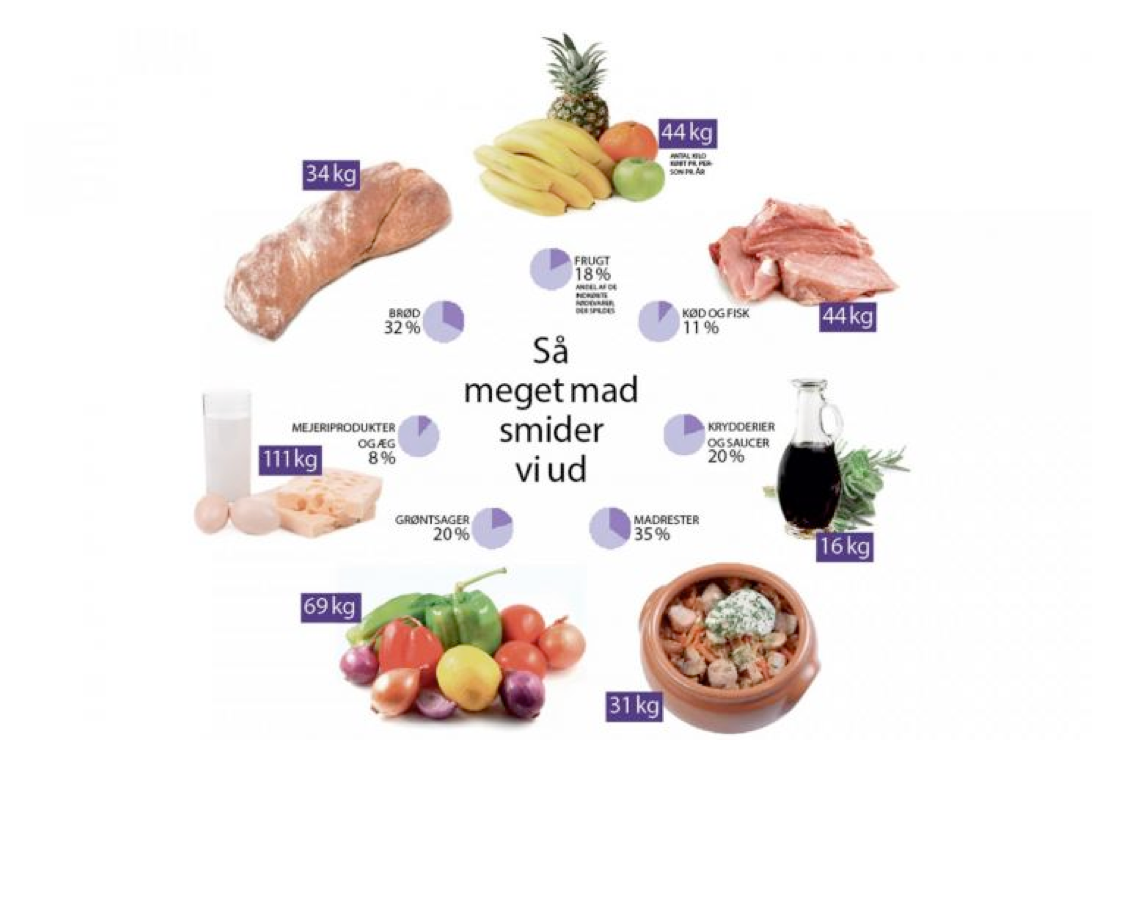 44 kg
ANTAL KILO
KØBT PR. PER-
SON PR. ÅR
34 kg
FRUGT
18 %
ANDEL AF DE
INDKØBTE
FØDEVARER,
DER SPILDES
BRØD
32 %
KØD OG FISK
11 %
44 kg
Så
meget mad
smider
vi ud
MEJERIPRODUKTER
OG ÆG
8 %
111 kg
KRYDDERIER
OG SAUCER
20 %
16 kg
GRØNTSAGER
20 %
MADRESTER
35 %
69 kg
31 kg